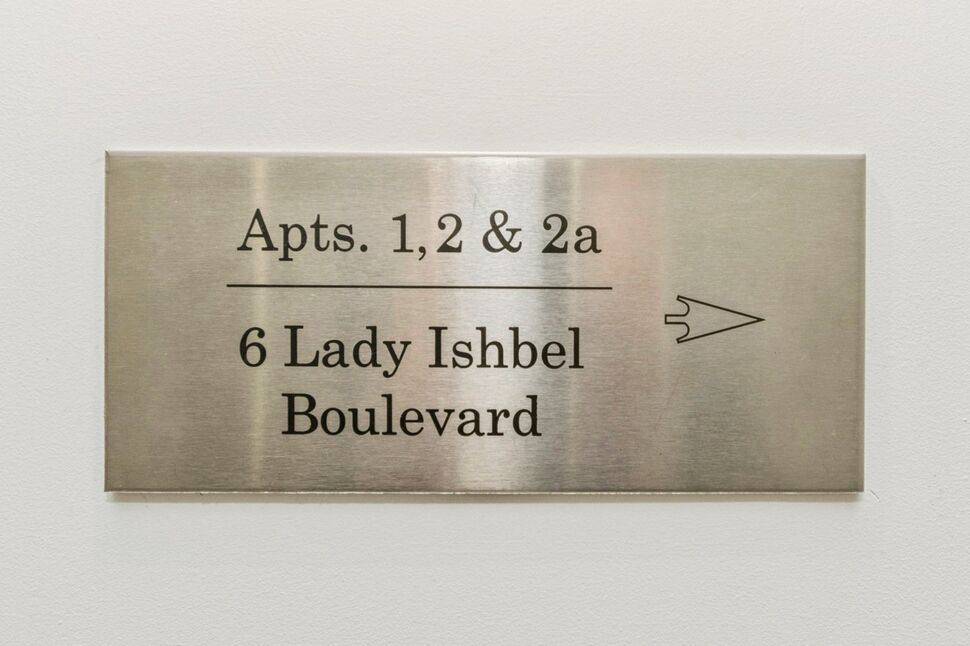 Apts. 1,2 & 2a
6 Lady Ishbel
Boulevard